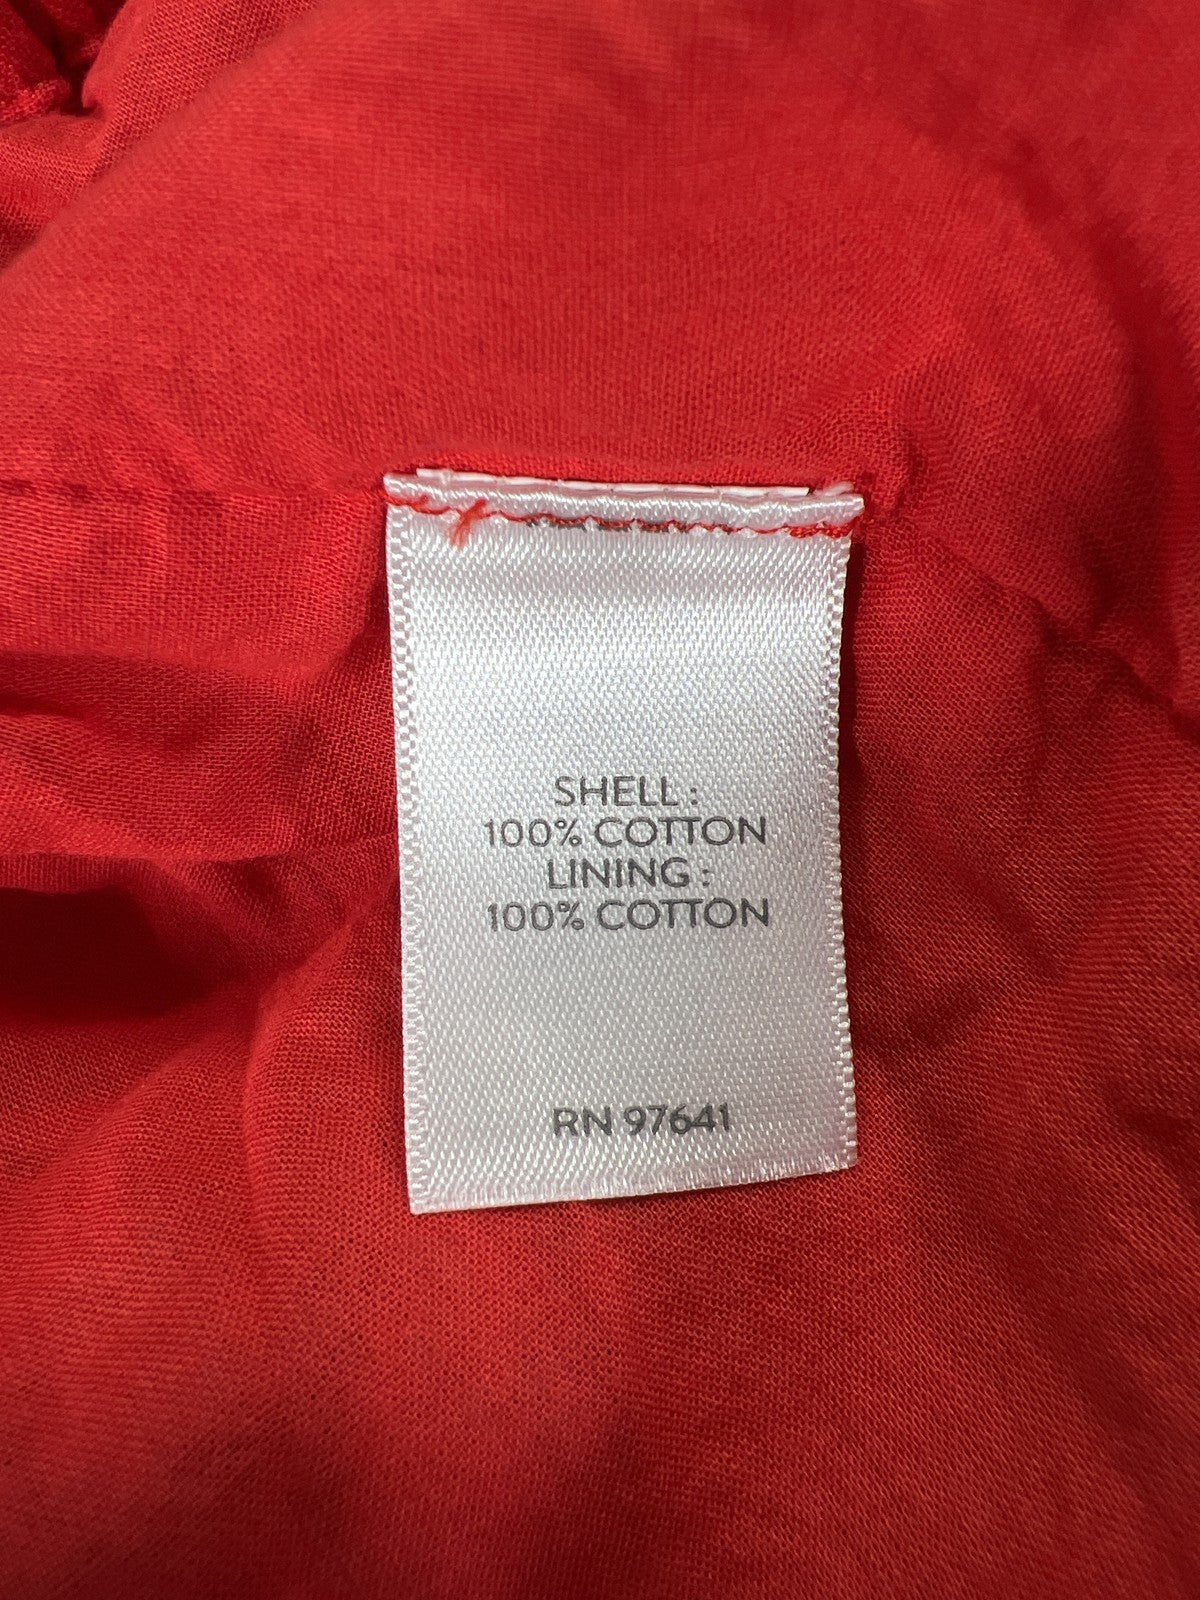 SHELL :
100% COTTON
LINING :
100% COTTON
RN 97641